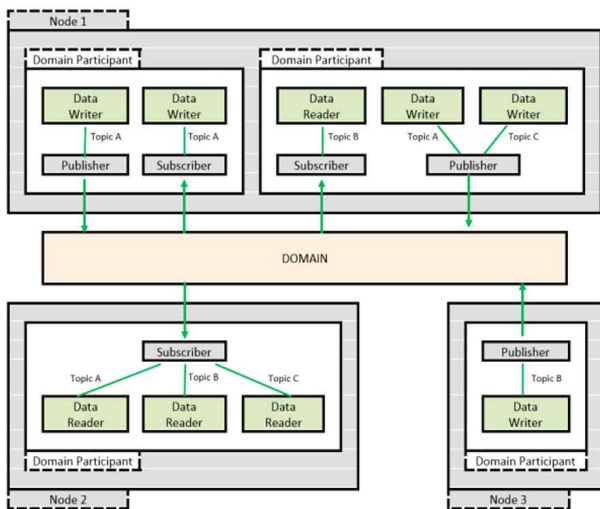 Node 1
Domain Participant
Domain Participant
Data
Writer
Data
Writer
Data
Reader
Data
Writer
Data
Writer
Topic A
Topic A
Topic B
Topic A
Topic C
Publisher
Subscriber
Subscriber
Publisher
DOMAIN
Subscriber
Topic A
Topic B
Topic C
Data
Reader
Data
Reader
Data
Reader
Domain Participant
Node 2
Publisher
Topic B
Data
Writer
Domain Participant
Node 3